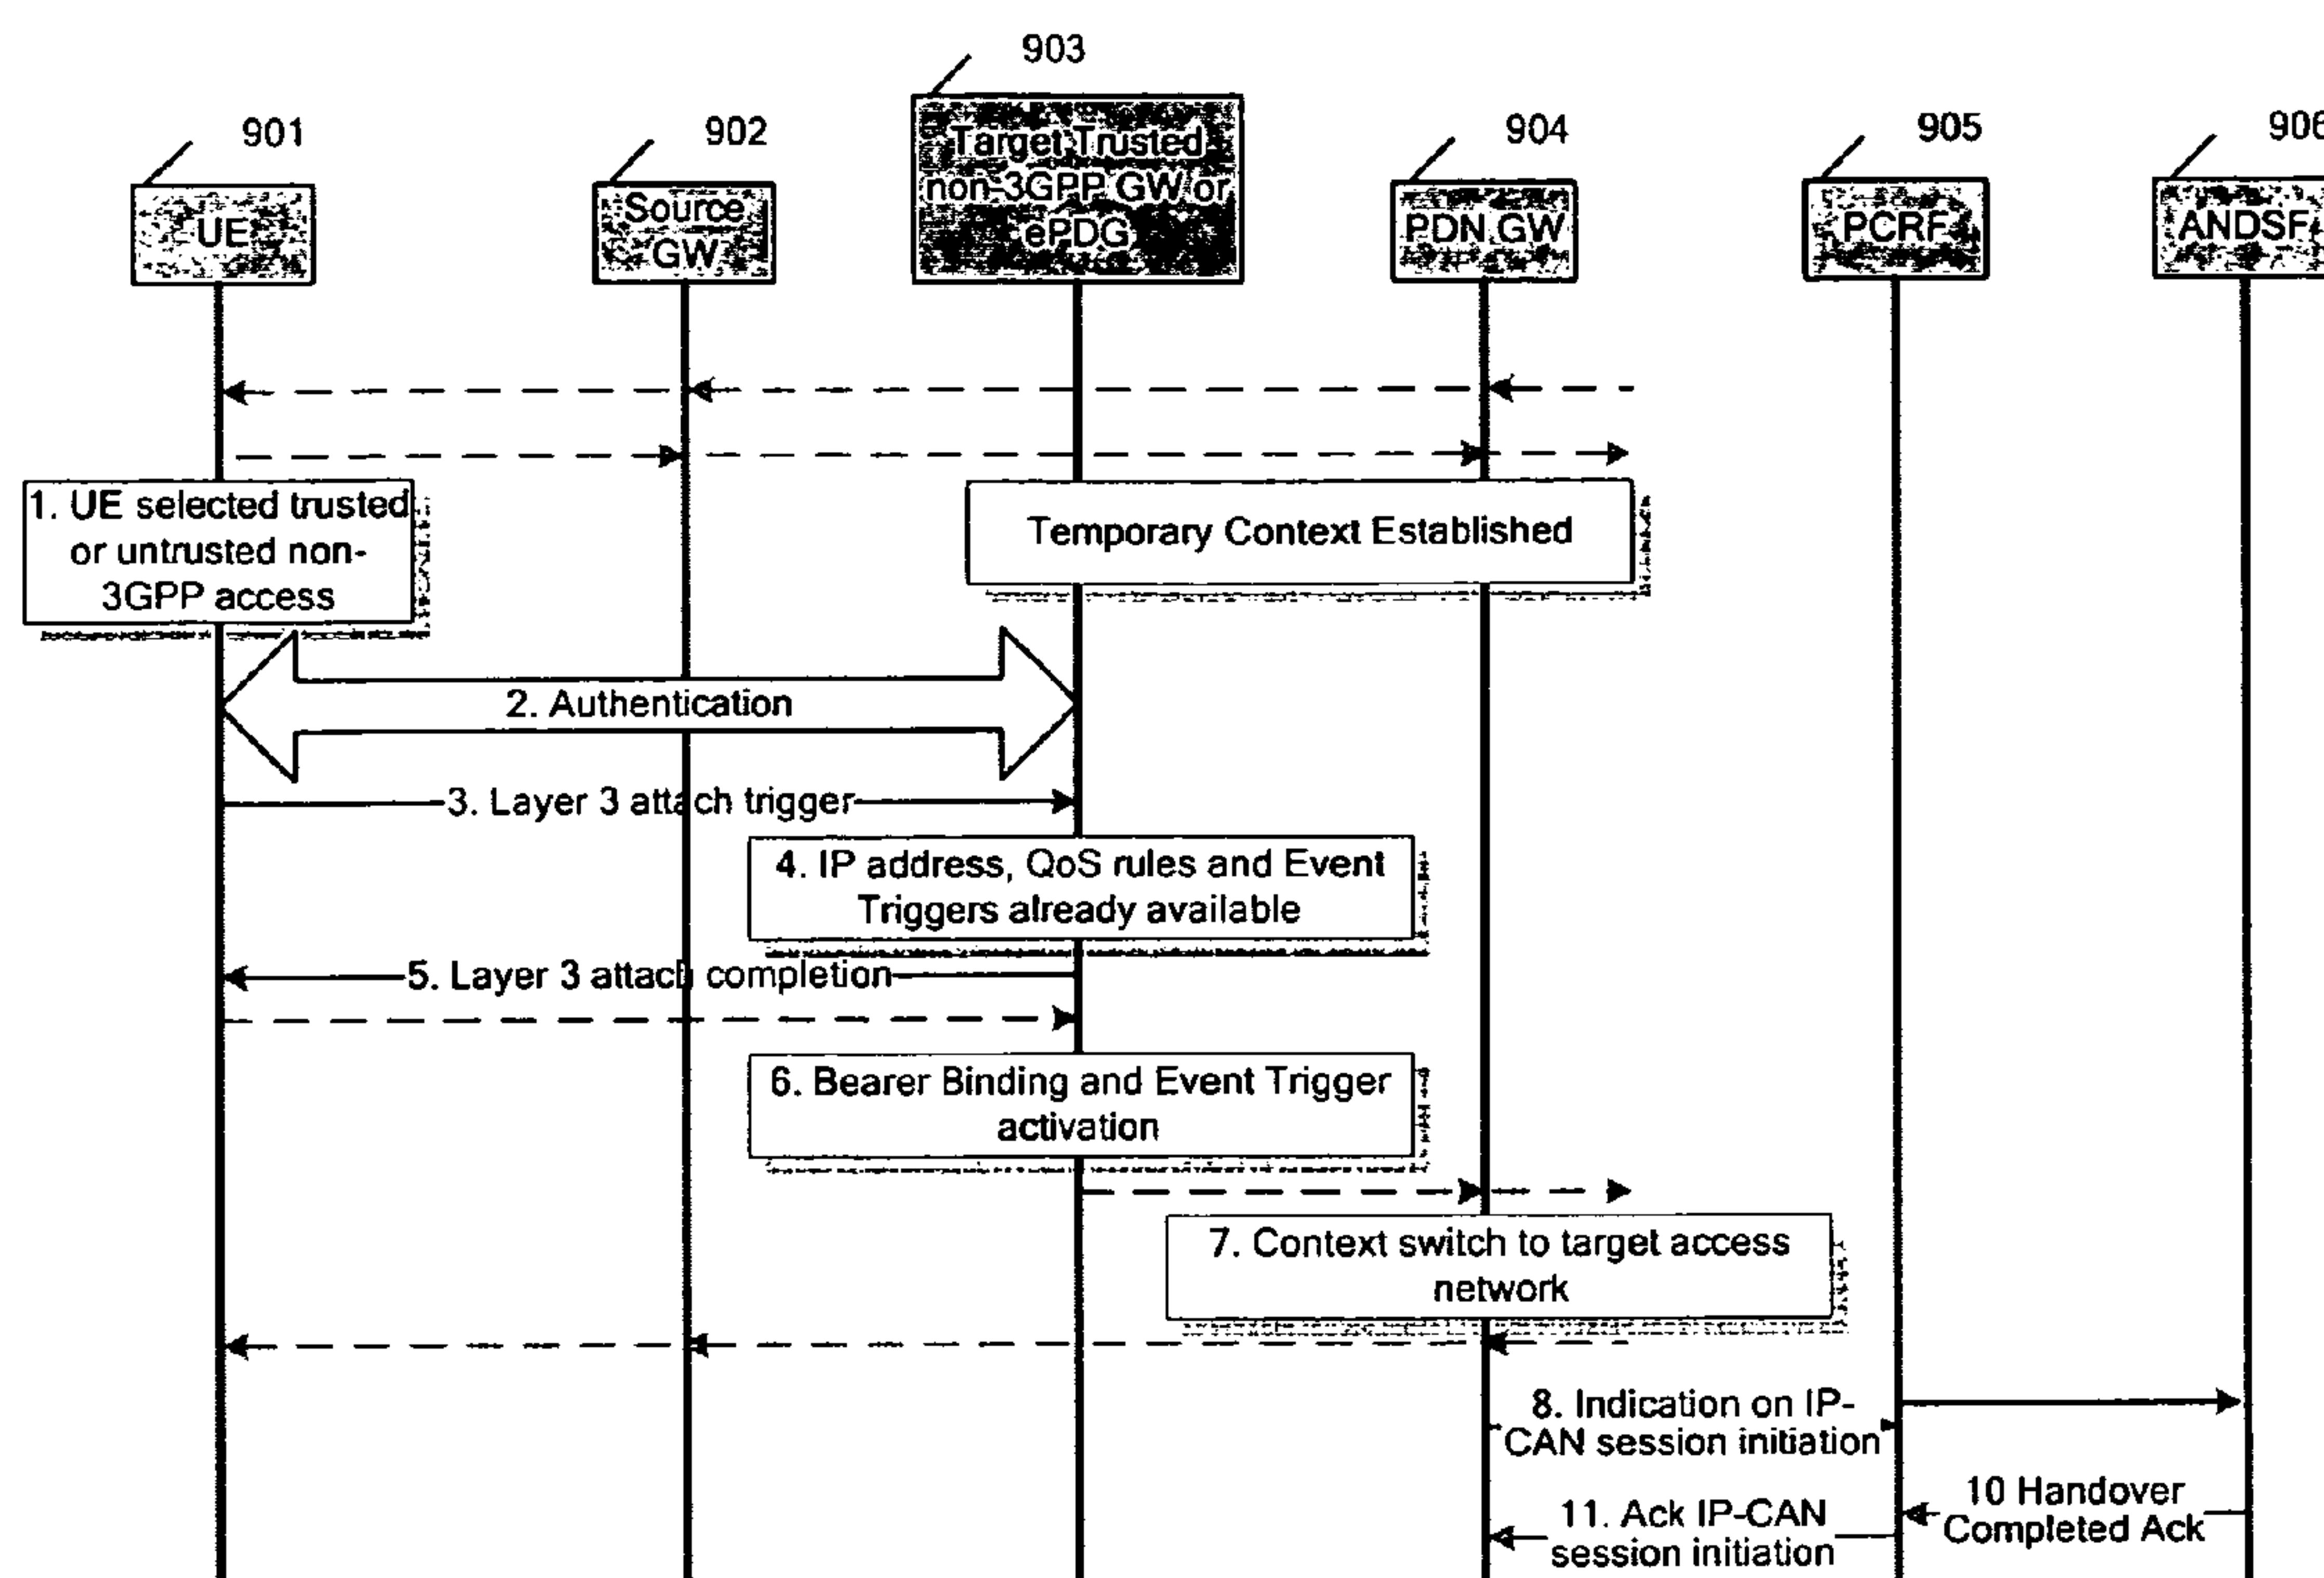 903
901
902
904
905
906
UE
Source
GW
Target Trusted
non-3GPP GW or
ePDG
PDN GW
PCRF
ANDSF
1. UE selected trusted
or untrusted non-
3GPP access
Temporary Context Established
2. Authentication
3. Layer 3 attach trigger
4. IP address, QoS rules and Event
Triggers already available
5. Layer 3 attach completion
6. Bearer Binding and Event Trigger
activation
7. Context switch to target access
network
8. Indication on IP-
CAN session initiation
10 Handover
Completed Ack
11. Ack IP-CAN
session initiation